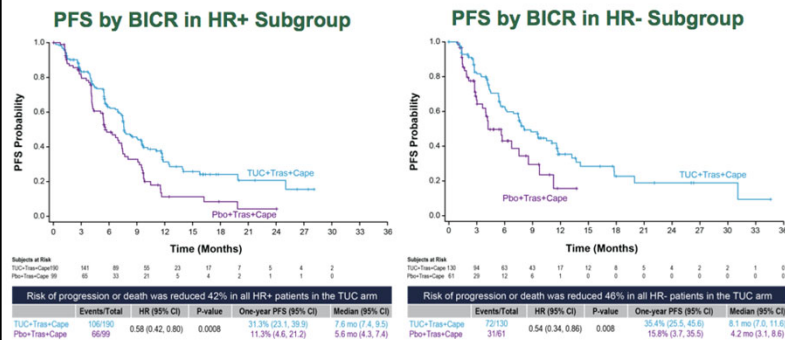 PFS by BICR in HR+ Subgroup
PFS Probability
1.0
0.8
0.6
0.4
0.2
0.0
TUC+Tras+Cape
Pbo+Tras+Cape
0 3 6 9 12 15 18 21 24 27 30 33 36
Time (Months)
Subjects at Risk
TUC+Tras+Cape 190 141 89 55 23 17 7 5 4 2
Pbo+Tras+Cape 99 65 33 21 5 4 2 1 1 0
Risk of progression or death was reduced 42% in all HR+ patients in the TUC arm
Events/Total HR (95% CI) P-value One-year PFS (95% CI) Median (95% CI)
TUC+Tras+Cape 106/190 31.3% (23.1, 39.9) 7.6 mo (7.4, 9.5)
0.58 (0.42, 0.80) 0.0008
Pbo+Tras+Cape 66/99 11.3% (4.6, 21.2) 5.6 mo (4.3, 7.4)
PFS by BICR in HR- Subgroup
PFS Probability
1.0
0.8
0.6
0.4
0.2
0.0
TUC+Tras+Cape
Pbo+Tras+Cape
0 3 6 9 12 15 18 21 24 27 30 33 36
Time (Months)
Subjects at Risk
TUC+Tras+Cape 130 94 63 43 17 12 8 5 4 2 2 1 0
Pbo+Tras+Cape 61 29 12 6 1 0 0 0 0 0 0 0 0
Risk of progression or death was reduced 46% in all HR- patients in the TUC arm
Events/Total HR (95% CI) P-value One-year PFS (95% CI) Median (95% CI)
TUC+Tras+Cape 72/130 35.4% (25.5, 45.6) 8.1 mo (7.0, 11.6)
0.54 (0.34, 0.86) 0.008
Pbo+Tras+Cape 31/61 15.8% (3.7, 35.5) 4.2 mo (3.1, 8.6)